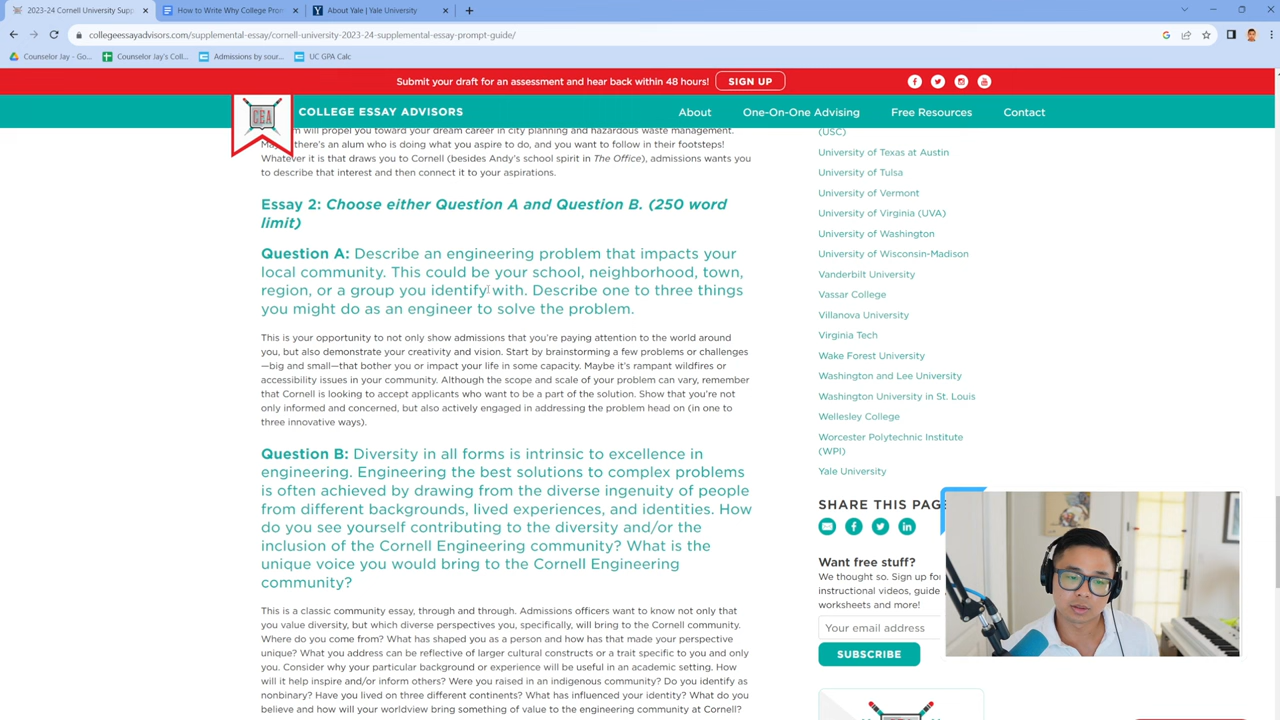 2023-24 Cornell University Supp
How to Write Why College Pron
About Yale | Yale University
collegeessayadvisors.com/supplemental-essay/cornell-university-2023-24-supplemental-essay-prompt-guide/
Counselor Jay - Go...
Counselor Jay's Coll...
Admissions by sour...
UC GPA Calc
Submit your draft for an assessment and hear back within 48 hours!
SIGN UP
CEA
COLLEGE ESSAY ADVISORS
About
One-On-One Advising
Free Resources
Contact
will propel you toward your dream career in city planning and hazardous waste management.
there's an alum who is doing what you aspire to do, and you want to follow in their footsteps!
Whatever it is that draws you to Cornell (besides Andy's school spirit in The Office), admissions wants you
to describe that interest and then connect it to your aspirations.
Essay 2: Choose either Question A and Question B. (250 word
limit)
Question A: Describe an engineering problem that impacts your
local community. This could be your school, neighborhood, town,
region, or a group you identify with. Describe one to three things
you might do as an engineer to solve the problem.
This is your opportunity to not only show admissions that you're paying attention to the world around
you, but also demonstrate your creativity and vision. Start by brainstorming a few problems or challenges
—big and small—that bother you or impact your life in some capacity. Maybe it's rampant wildfires or
accessibility issues in your community. Although the scope and scale of your problem can vary, remember
that Cornell is looking to accept applicants who want to be a part of the solution. Show that you're not
only informed and concerned, but also actively engaged in addressing the problem head on (in one to
three innovative ways).
Question B: Diversity in all forms is intrinsic to excellence in
engineering. Engineering the best solutions to complex problems
is often achieved by drawing from the diverse ingenuity of people
from different backgrounds, lived experiences, and identities. How
do you see yourself contributing to the diversity and/or the
inclusion of the Cornell Engineering community? What is the
unique voice you would bring to the Cornell Engineering
community?
This is a classic community essay, through and through. Admissions officers want to know not only that
you value diversity, but which diverse perspectives you, specifically, will bring to the Cornell community.
Where do you come from? What has shaped you as a person and how has that made your perspective
unique? What you address can be reflective of larger cultural constructs or a trait specific to you and only
you. Consider why your particular background or experience will be useful in an academic setting. How
will it help inspire and/or inform others? Were you raised in an indigenous community? Do you identify as
nonbinary? Have you lived on three different continents? What has influenced your identity? What do you
believe and how will your worldview bring something of value to the engineering community at Cornell?
(USC)
University of Texas at Austin
University of Tulsa
University of Vermont
University of Virginia (UVA)
University of Washington
University of Wisconsin-Madison
Vanderbilt University
Vassar College
Villanova University
Virginia Tech
Wake Forest University
Washington and Lee University
Washington University in St. Louis
Wellesley College
Worcester Polytechnic Institute
(WPI)
Yale University
SHARE THIS PAGE
Want free stuff?
We thought so. Sign up for
instructional videos, guide
worksheets and more!
Your email address
SUBSCRIBE